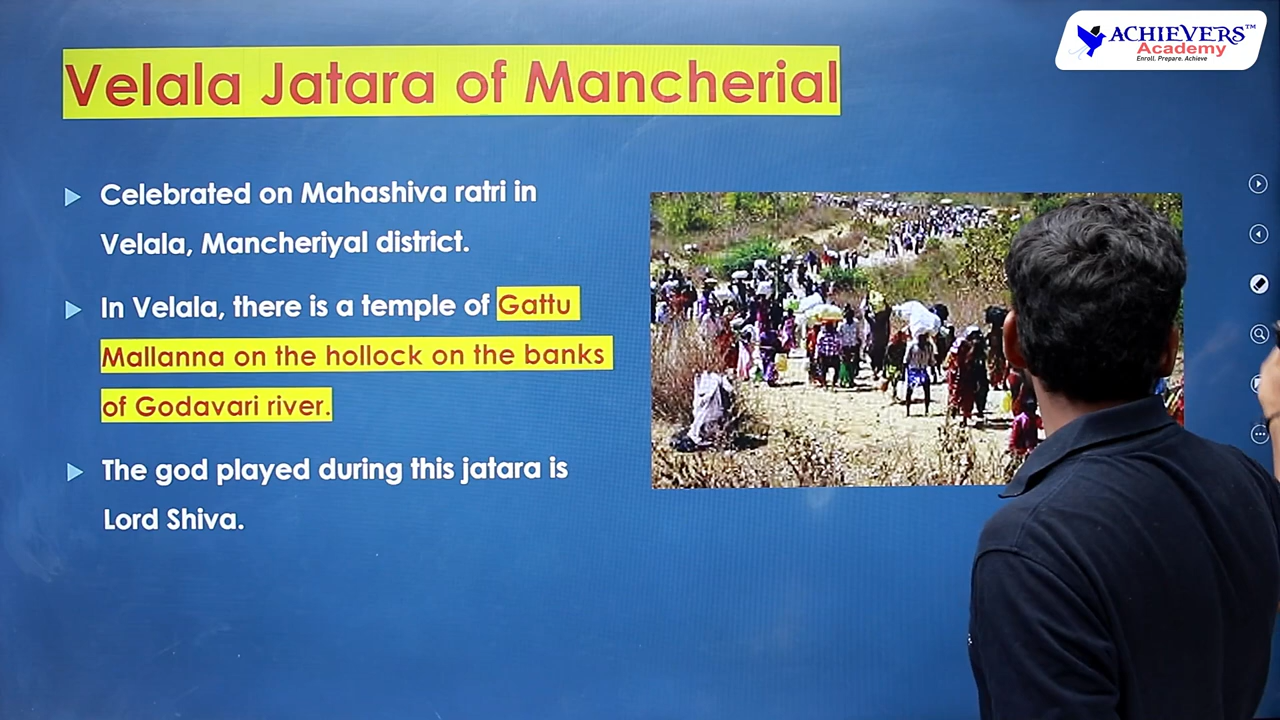 ACHIEVERS™
Academy
Enroll. Prepare. Achieve
Velala Jatara of Mancherial
Celebrated on Mahashiva ratri in
Velala, Mancheriyal district.
In Velala, there is a temple of Gattu
Mallanna on the hollock on the banks
of Godavari river.
The god played during this jatara is
Lord Shiva.